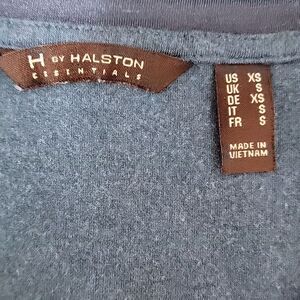 H BY HALSTON
ESSENTIALS
US XS
UK S
DE XS
IT S
FR S
MADE IN
VIETNAM